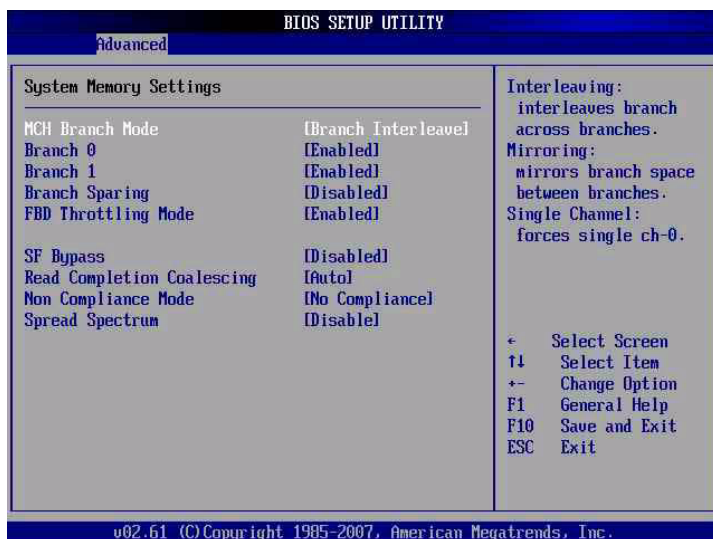 BIOS SETUP UTILITY
Advanced
System Memory Settings
MCH Branch Mode [Branch Interleave]
Branch 0 [Enabled]
Branch 1 [Enabled]
Branch Sparing [Disabled]
FBD Throttling Mode [Enabled]
SF Bypass [Disabled]
Read Completion Coalescing [Auto]
Non Compliance Mode [No Compliance]
Spread Spectrum [Disable]
Interleaving:
interleaves branch
across branches.
Mirroring:
mirrors branch space
between branches.
Single Channel:
forces single ch-0.
← Select Screen
↑↓ Select Item
+- Change Option
F1 General Help
F10 Save and Exit
ESC Exit
v02.61 (C)Copyright 1985-2007, American Megatrends, Inc.